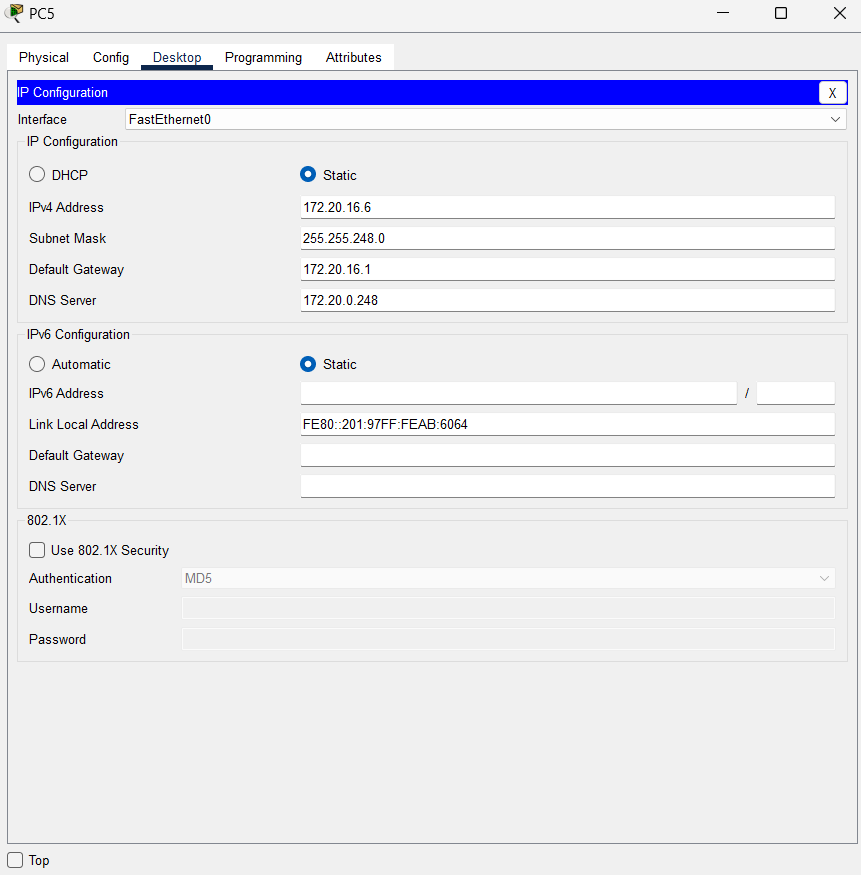 PC5
Physical Config Desktop Programming Attributes
IP Configuration X
Interface FastEthernet0
IP Configuration
DHCP Static
IPv4 Address 172.20.16.6
Subnet Mask 255.255.248.0
Default Gateway 172.20.16.1
DNS Server 172.20.0.248
IPv6 Configuration
Automatic Static
IPv6 Address /
Link Local Address FE80::201:97FF:FEAB:6064
Default Gateway
DNS Server
802.1X
Use 802.1X Security
Authentication MD5
Username
Password
Top